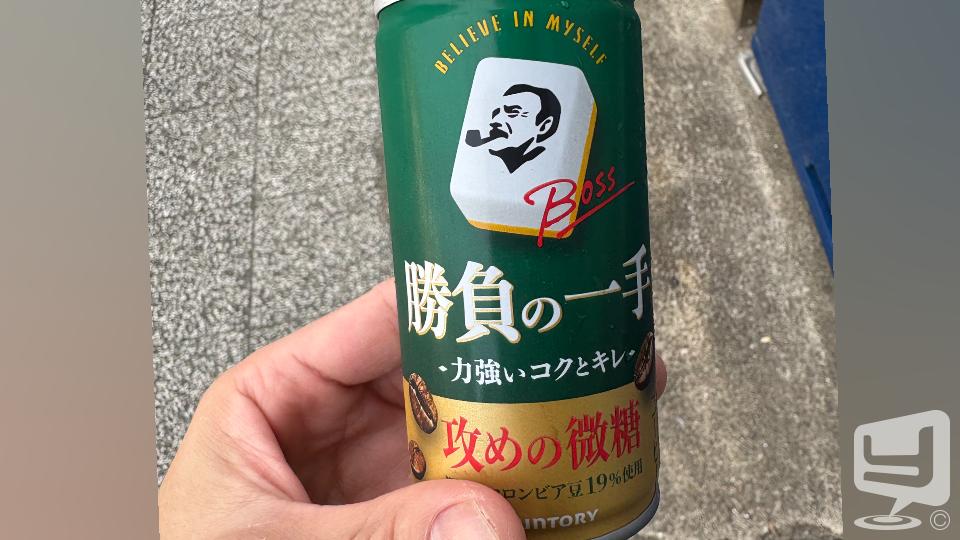 BELIEVE IN MYSELF
Boss
勝負の一手
力強いコクとキレ
攻めの微糖
ロンビア豆19%使用
UNTORY